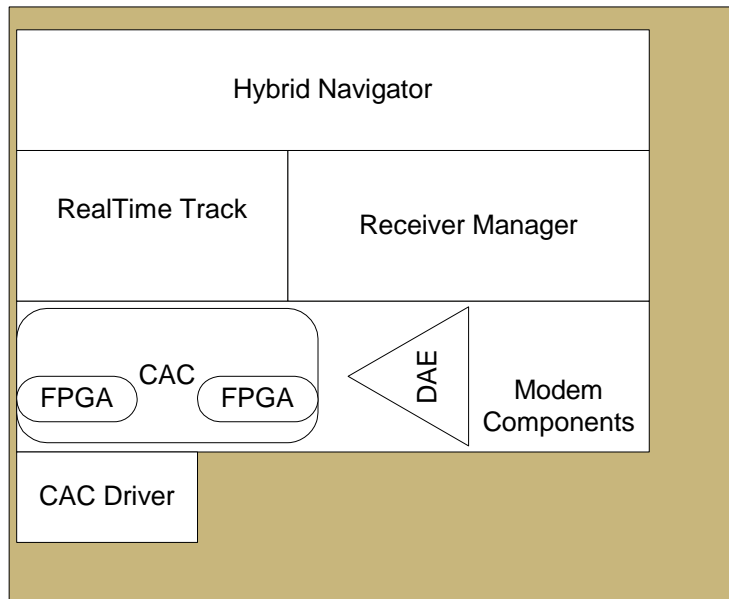 Hybrid Navigator
RealTime Track
Receiver Manager
CAC
FPGA
FPGA
DAE
Modem
Components
CAC Driver